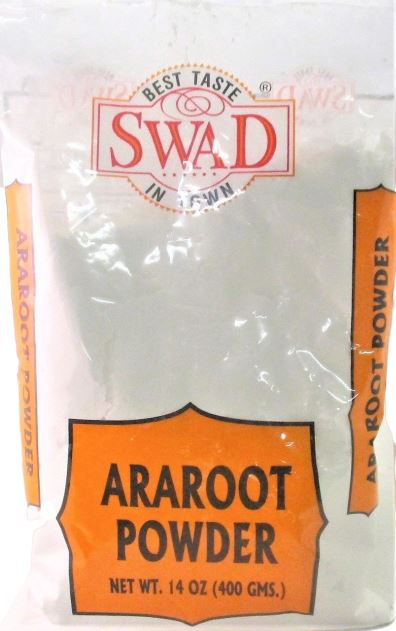 BEST TASTE
SWAD®
IN TOWN
ARAROOT POWDER
ARAROOT POWDER
ARAROOT
POWDER
NET WT. 14 OZ (400 GMS.)